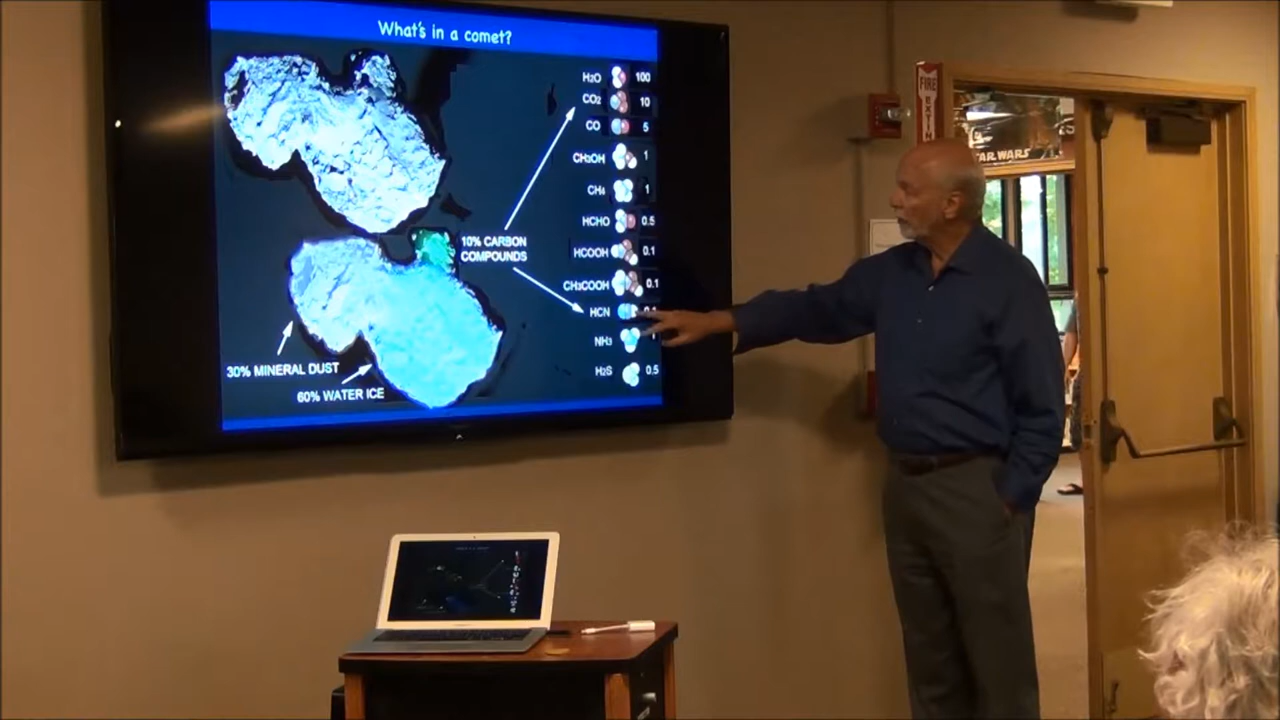 What's in a comet?
H2O 100
CO2 10
CO 5
CH3OH 1
CH4 1
HCHO 0.5
10% CARBON
COMPOUNDS
HCOOH 0.1
CH3COOH 0.1
HCN
NH3
H2S 0.5
30% MINERAL DUST
60% WATER ICE
FIRE
STAR WARS